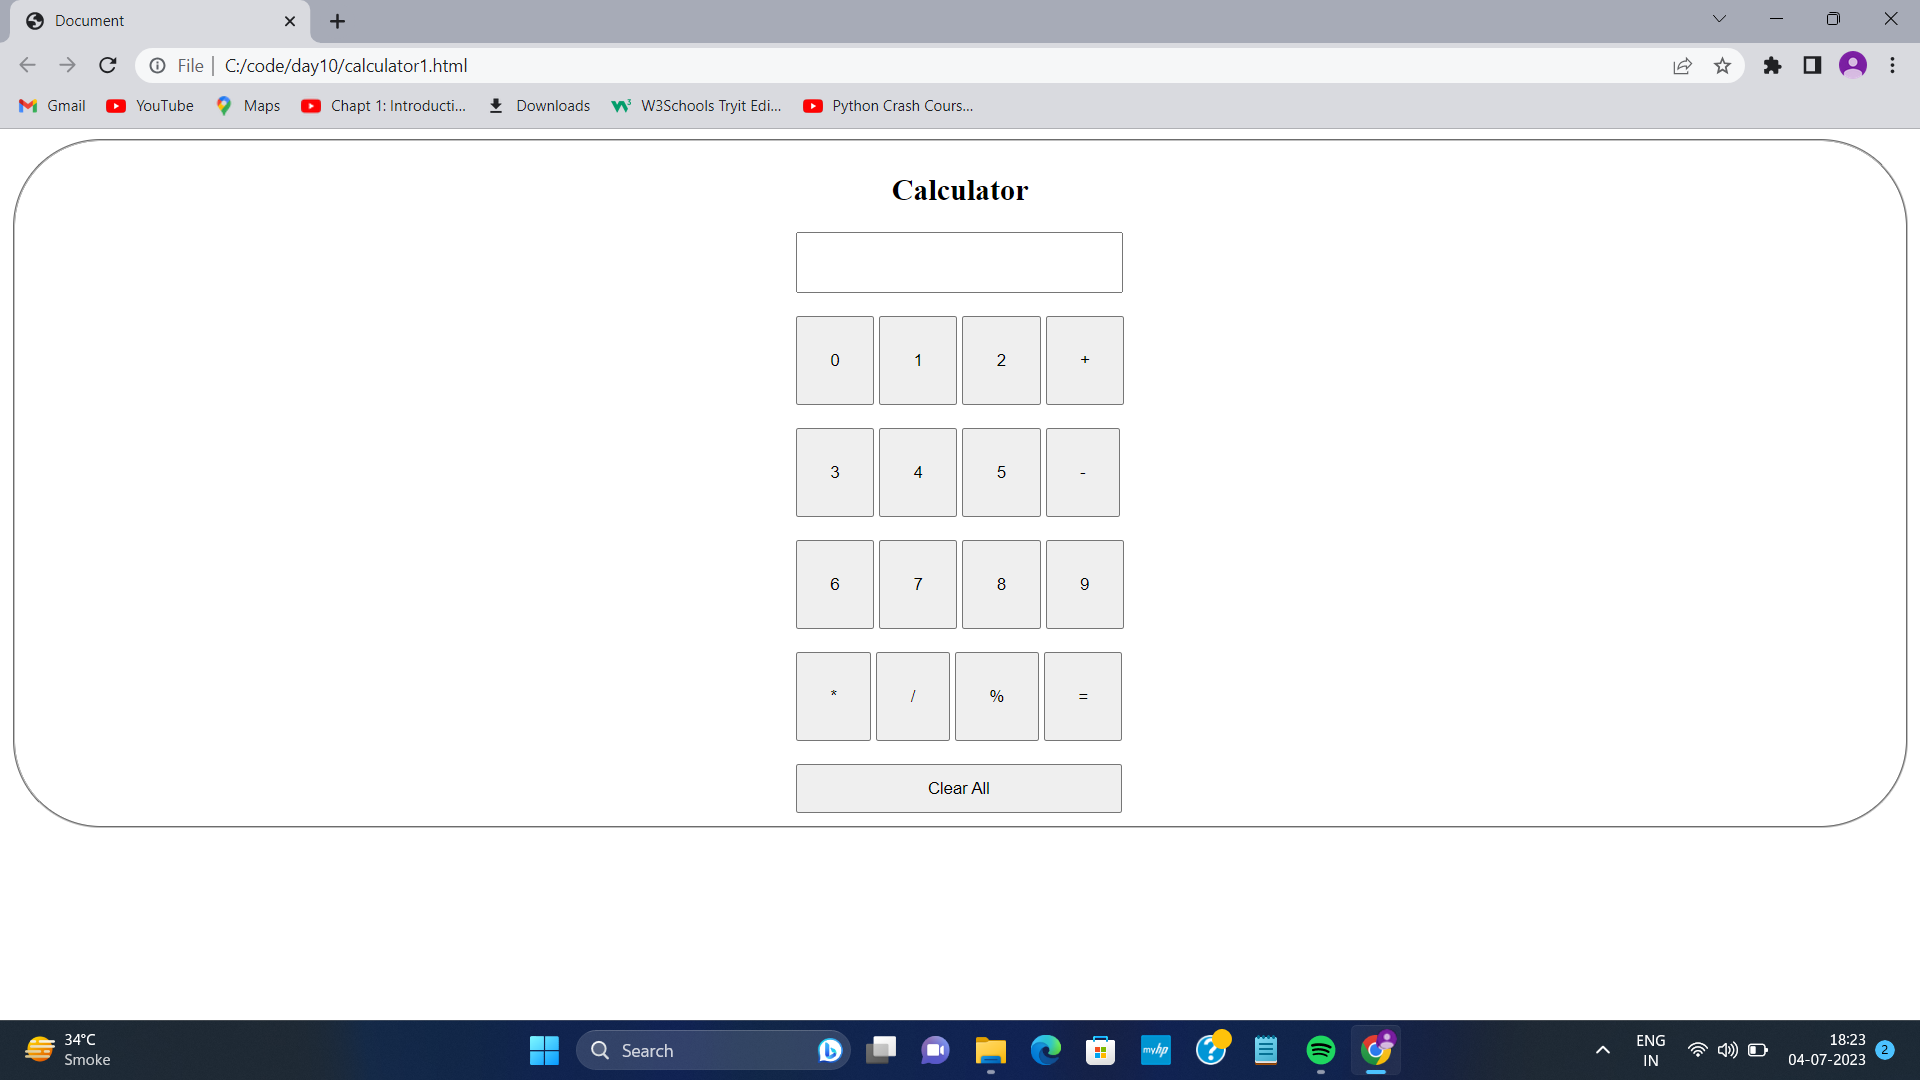 Document
File | C:/code/day10/calculator1.html
Gmail YouTube Maps Chapt 1: Introducti... Downloads W3Schools Tryit Edi... Python Crash Cours...
Calculator
0 1 2 +
3 4 5 -
6 7 8 9
* / % =
Clear All
34°C
Smoke
Search
myhp
ENG
IN
18:23
04-07-2023
2